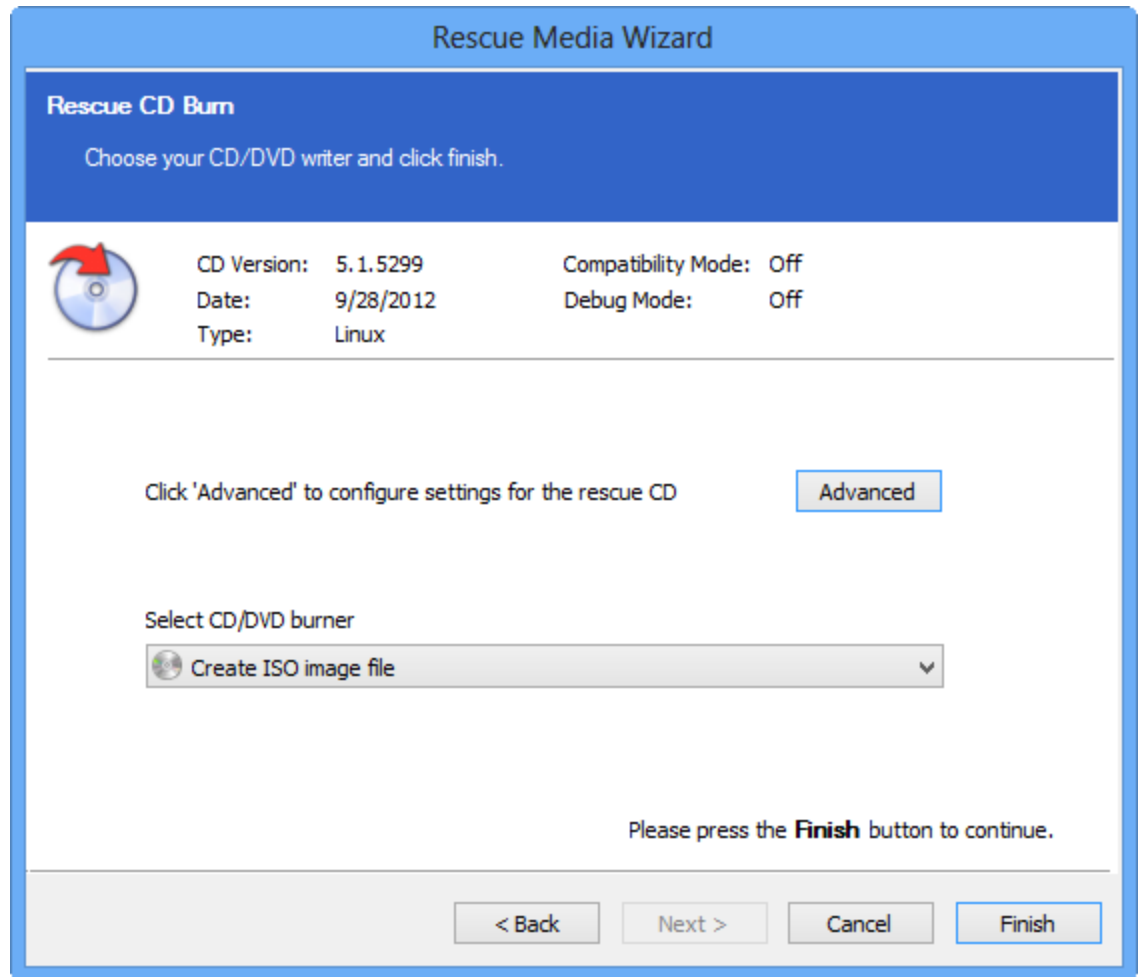 Rescue Media Wizard
Rescue CD Burn
Choose your CD/DVD writer and click finish.
CD Version: 5.1.5299 Compatibility Mode: Off
Date: 9/28/2012 Debug Mode: Off
Type: Linux
Click 'Advanced' to configure settings for the rescue CD Advanced
Select CD/DVD burner
Create ISO image file
Please press the Finish button to continue.
< Back Next > Cancel Finish